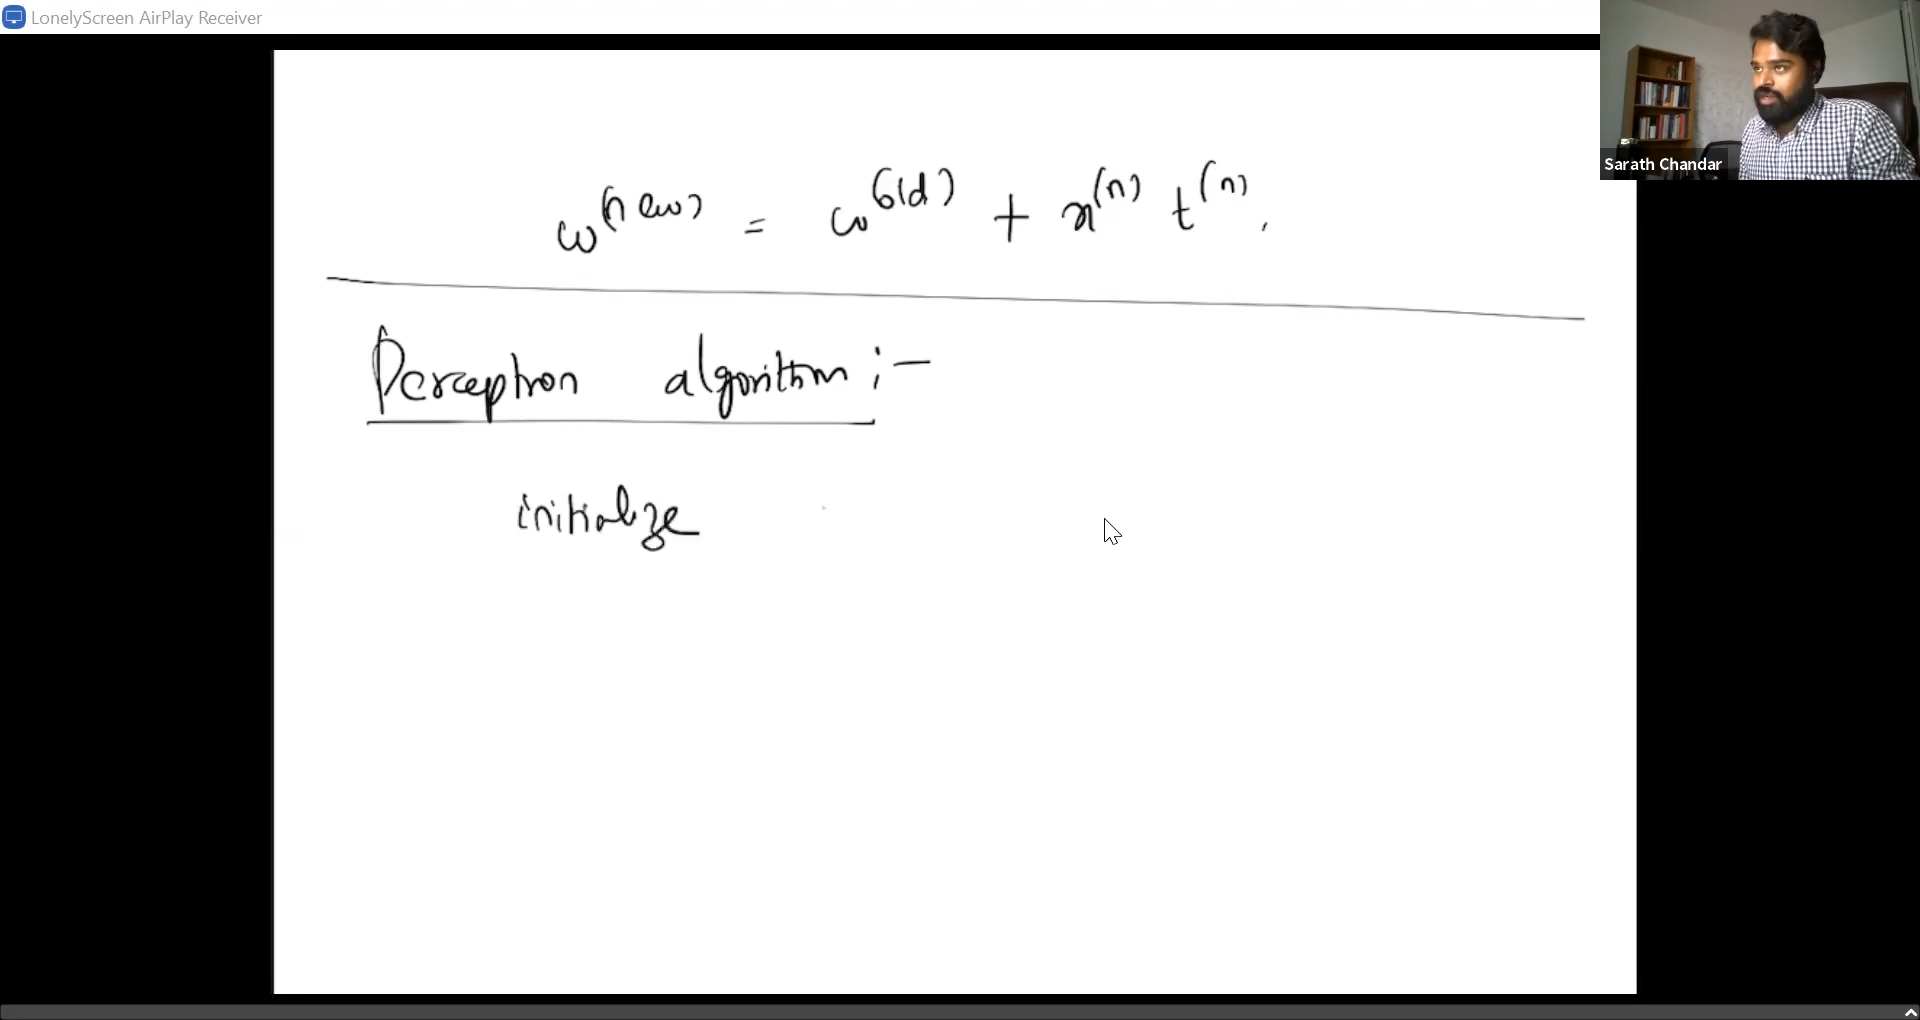 LonelyScreen AirPlay Receiver
Sarath Chandar
w^(new) = w^(old) + x^(n) t^(n).
Perceptron algorithm :-
initialize